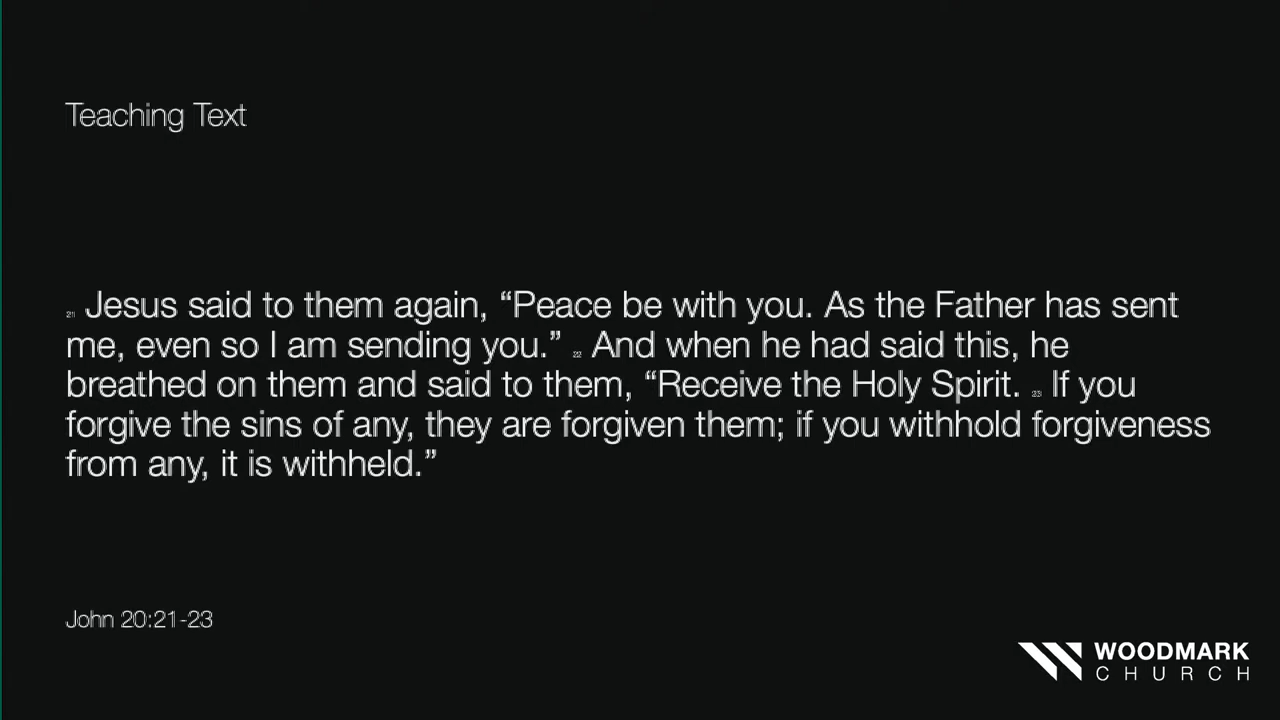 Teaching Text
21 Jesus said to them again, “Peace be with you. As the Father has sent
me, even so I am sending you.” 22 And when he had said this, he
breathed on them and said to them, “Receive the Holy Spirit. 23 If you
forgive the sins of any, they are forgiven them; if you withhold forgiveness
from any, it is withheld.”
John 20:21-23
WOODMARK
CHURCH